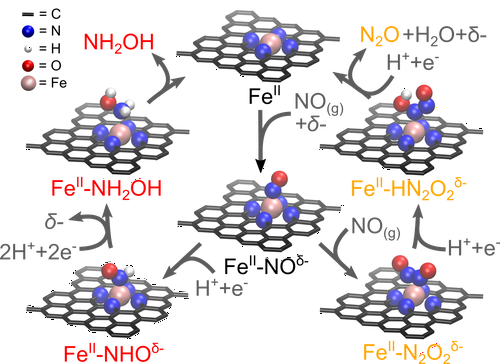 = C
= N
= H
= O
= Fe
NH2OH
N₂O +H₂O+δ-
H⁺+e⁻
Feᴵᴵ
NO₍g₎
+δ-
Feᴵᴵ-NH₂OH
Feᴵᴵ-HN₂O₂ᵟ⁻
δ-
2H⁺+2e⁻
Feᴵᴵ-NOᵟ⁻
NO₍g₎
H⁺+e⁻
H⁺+e⁻
Feᴵᴵ-NHOᵟ⁻
Feᴵᴵ-N₂O₂ᵟ⁻